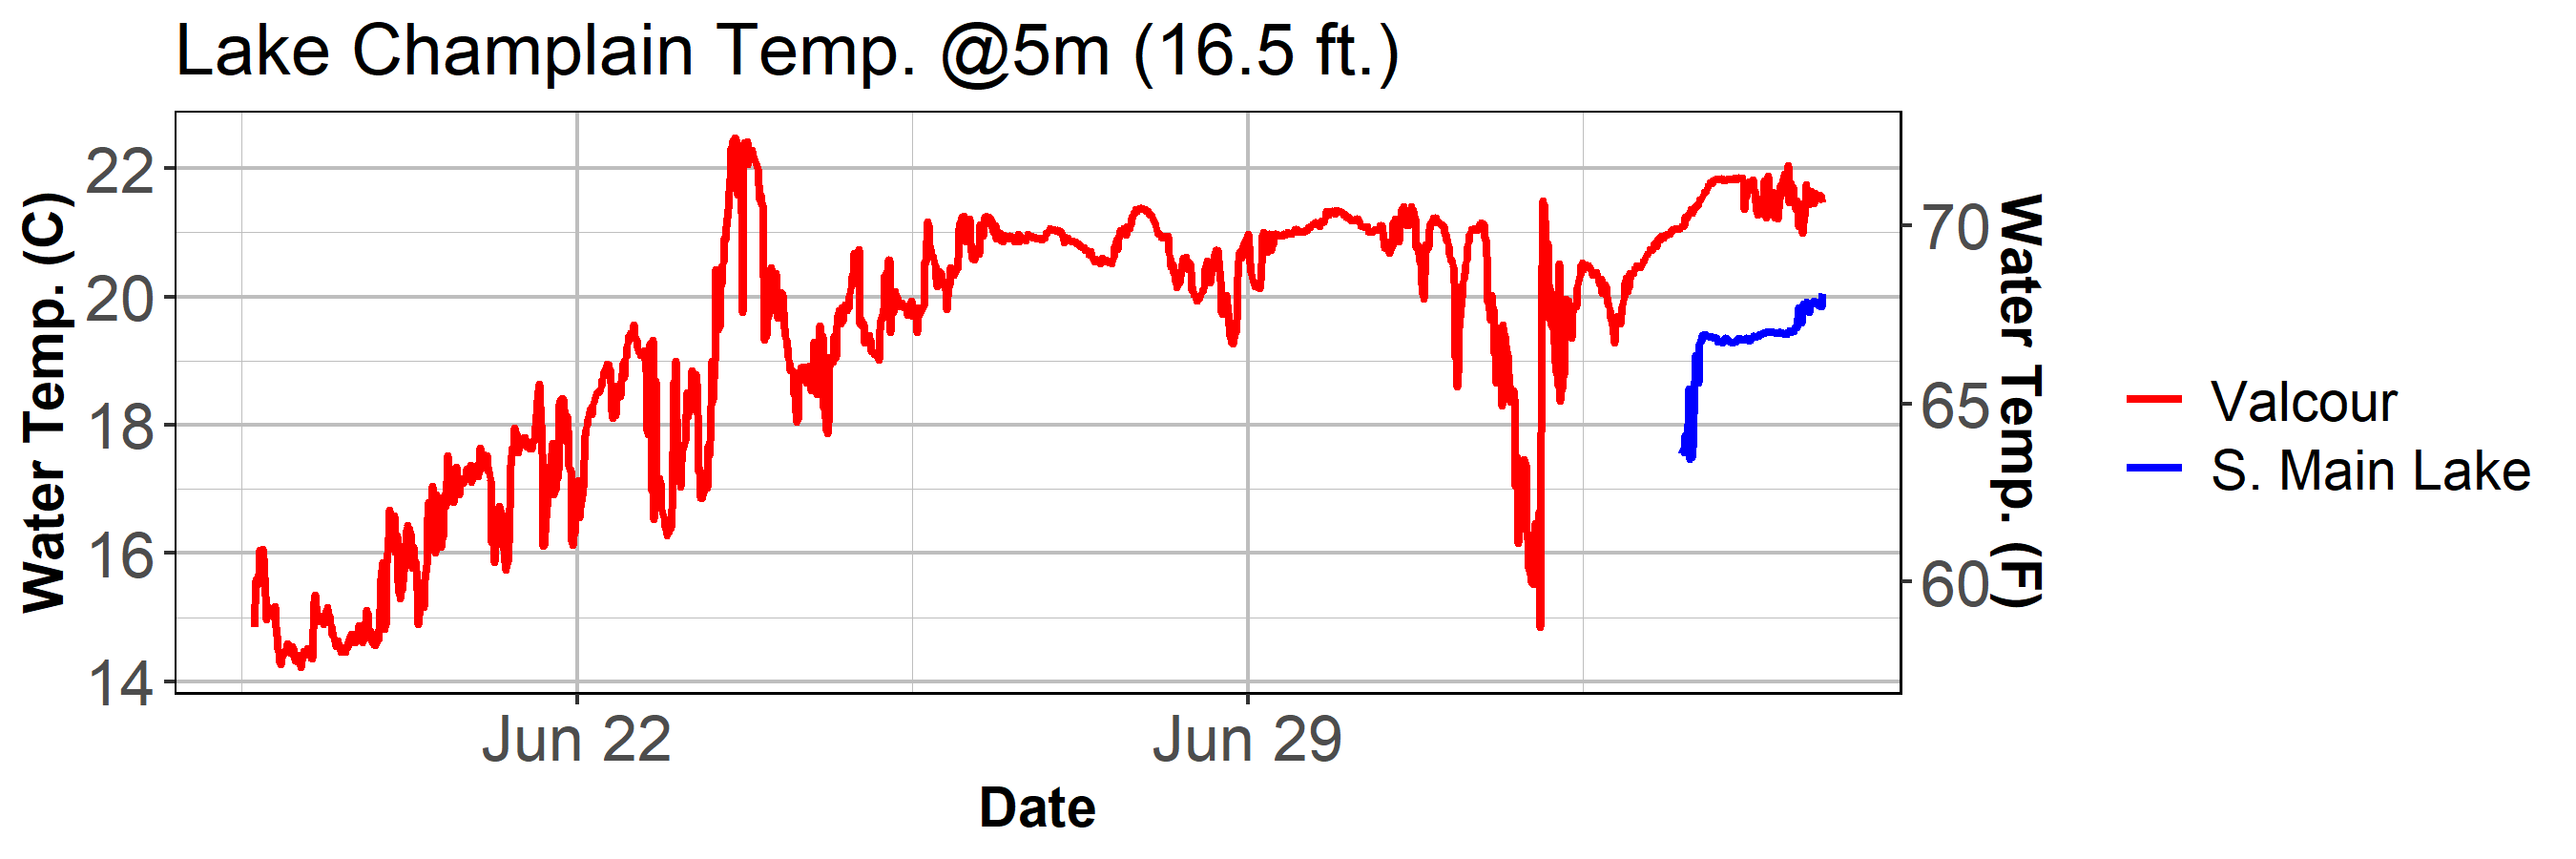 Lake Champlain Temp. @5m (16.5 ft.)
Water Temp. (C)
22
20
18
16
14
70
65
60
Water Temp. (F)
Jun 22
Jun 29
Date
Valcour
S. Main Lake